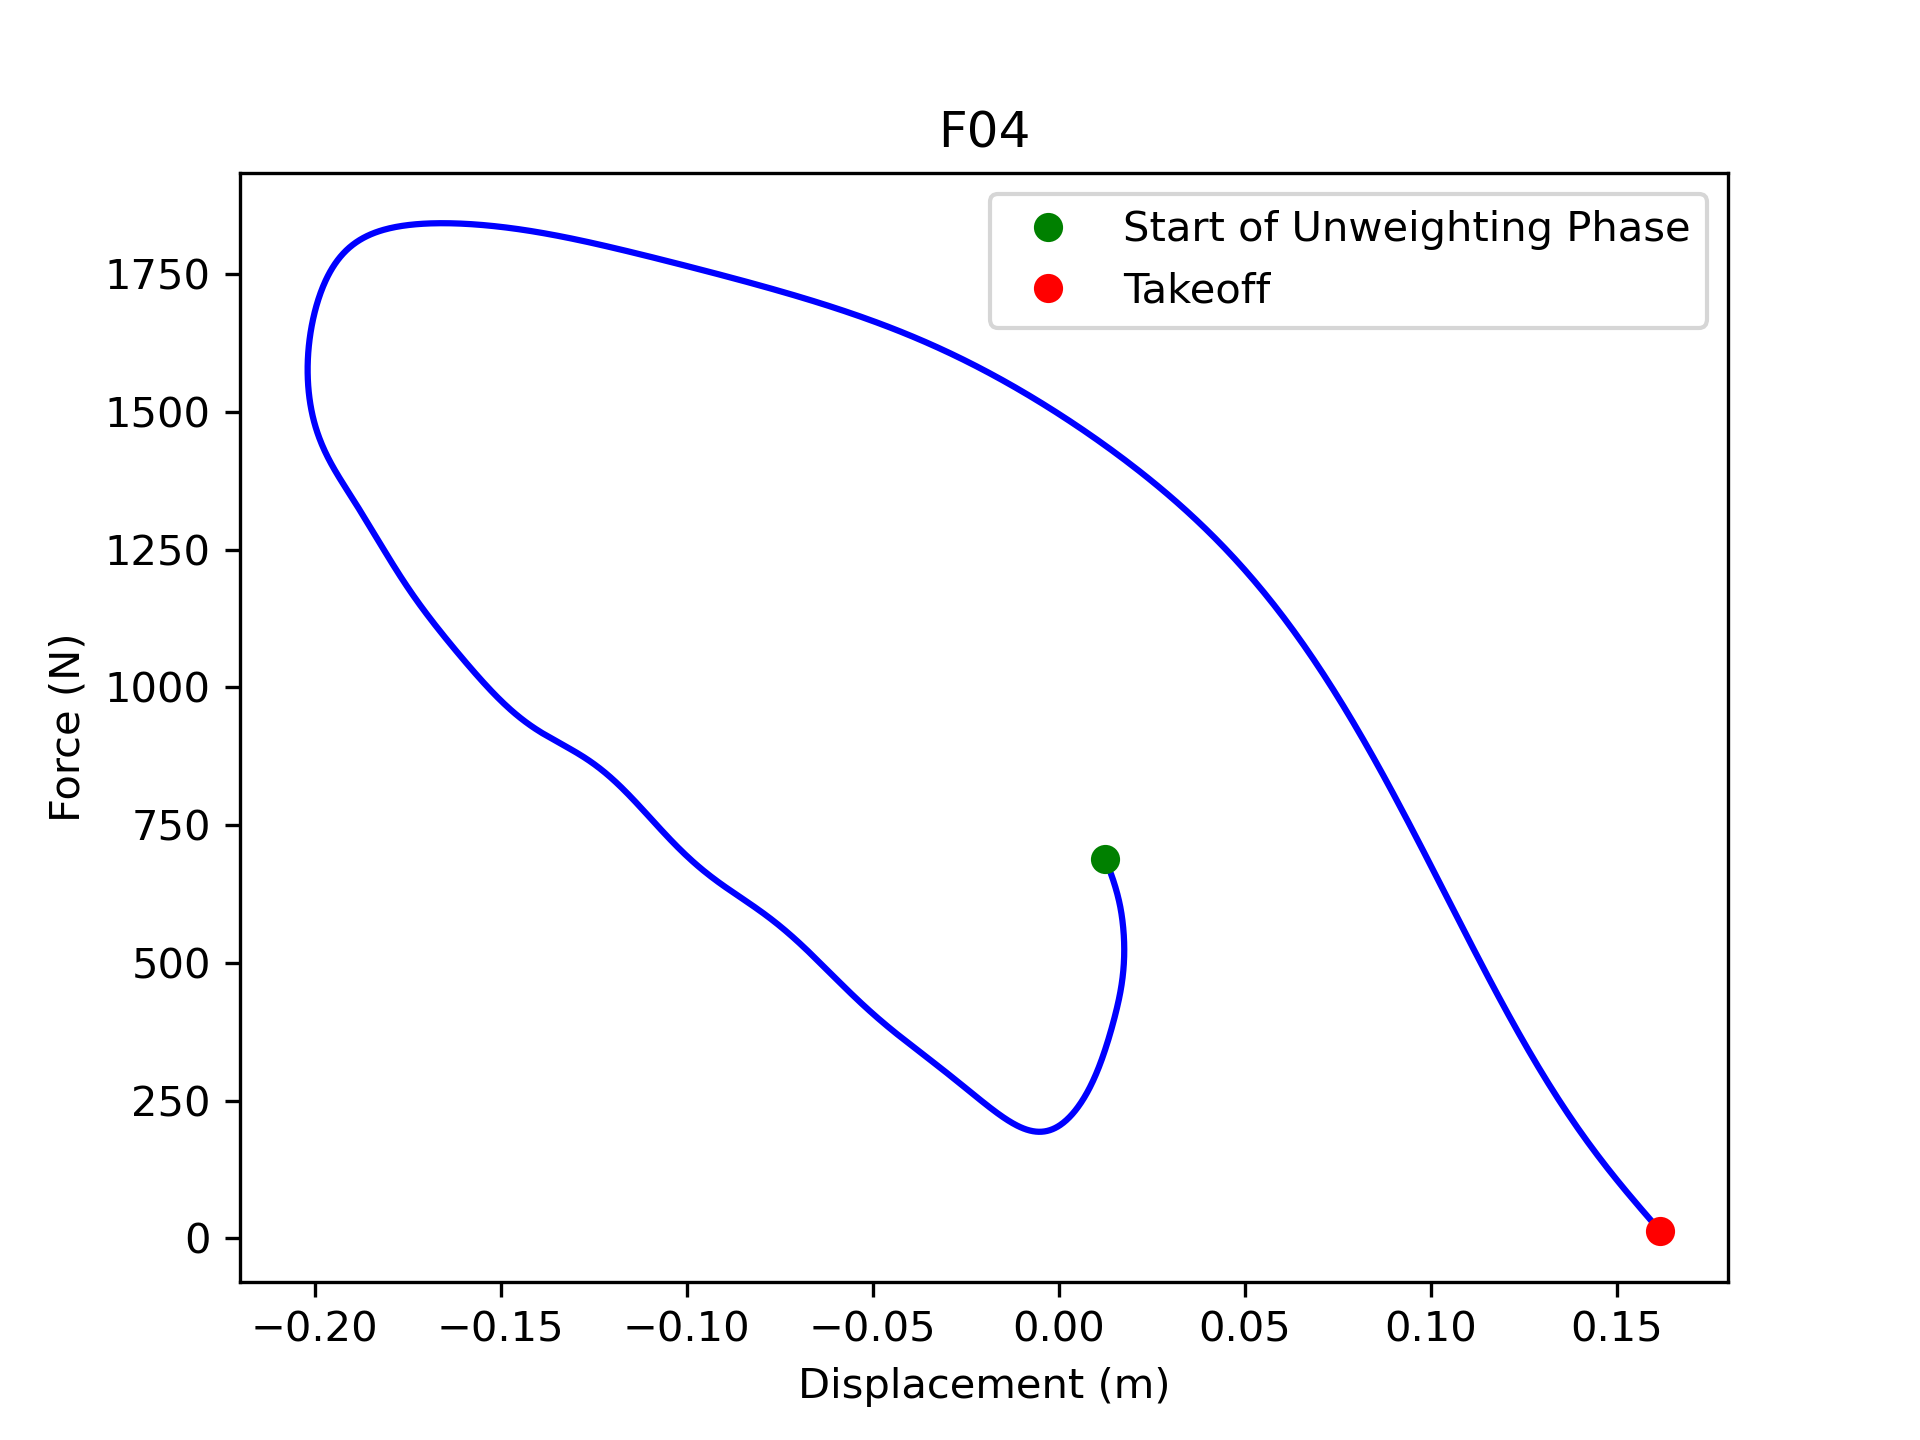 F04
Start of Unweighting Phase
Takeoff
Force (N)
1750
1500
1250
1000
750
500
250
0
−0.20 −0.15 −0.10 −0.05 0.00 0.05 0.10 0.15
Displacement (m)